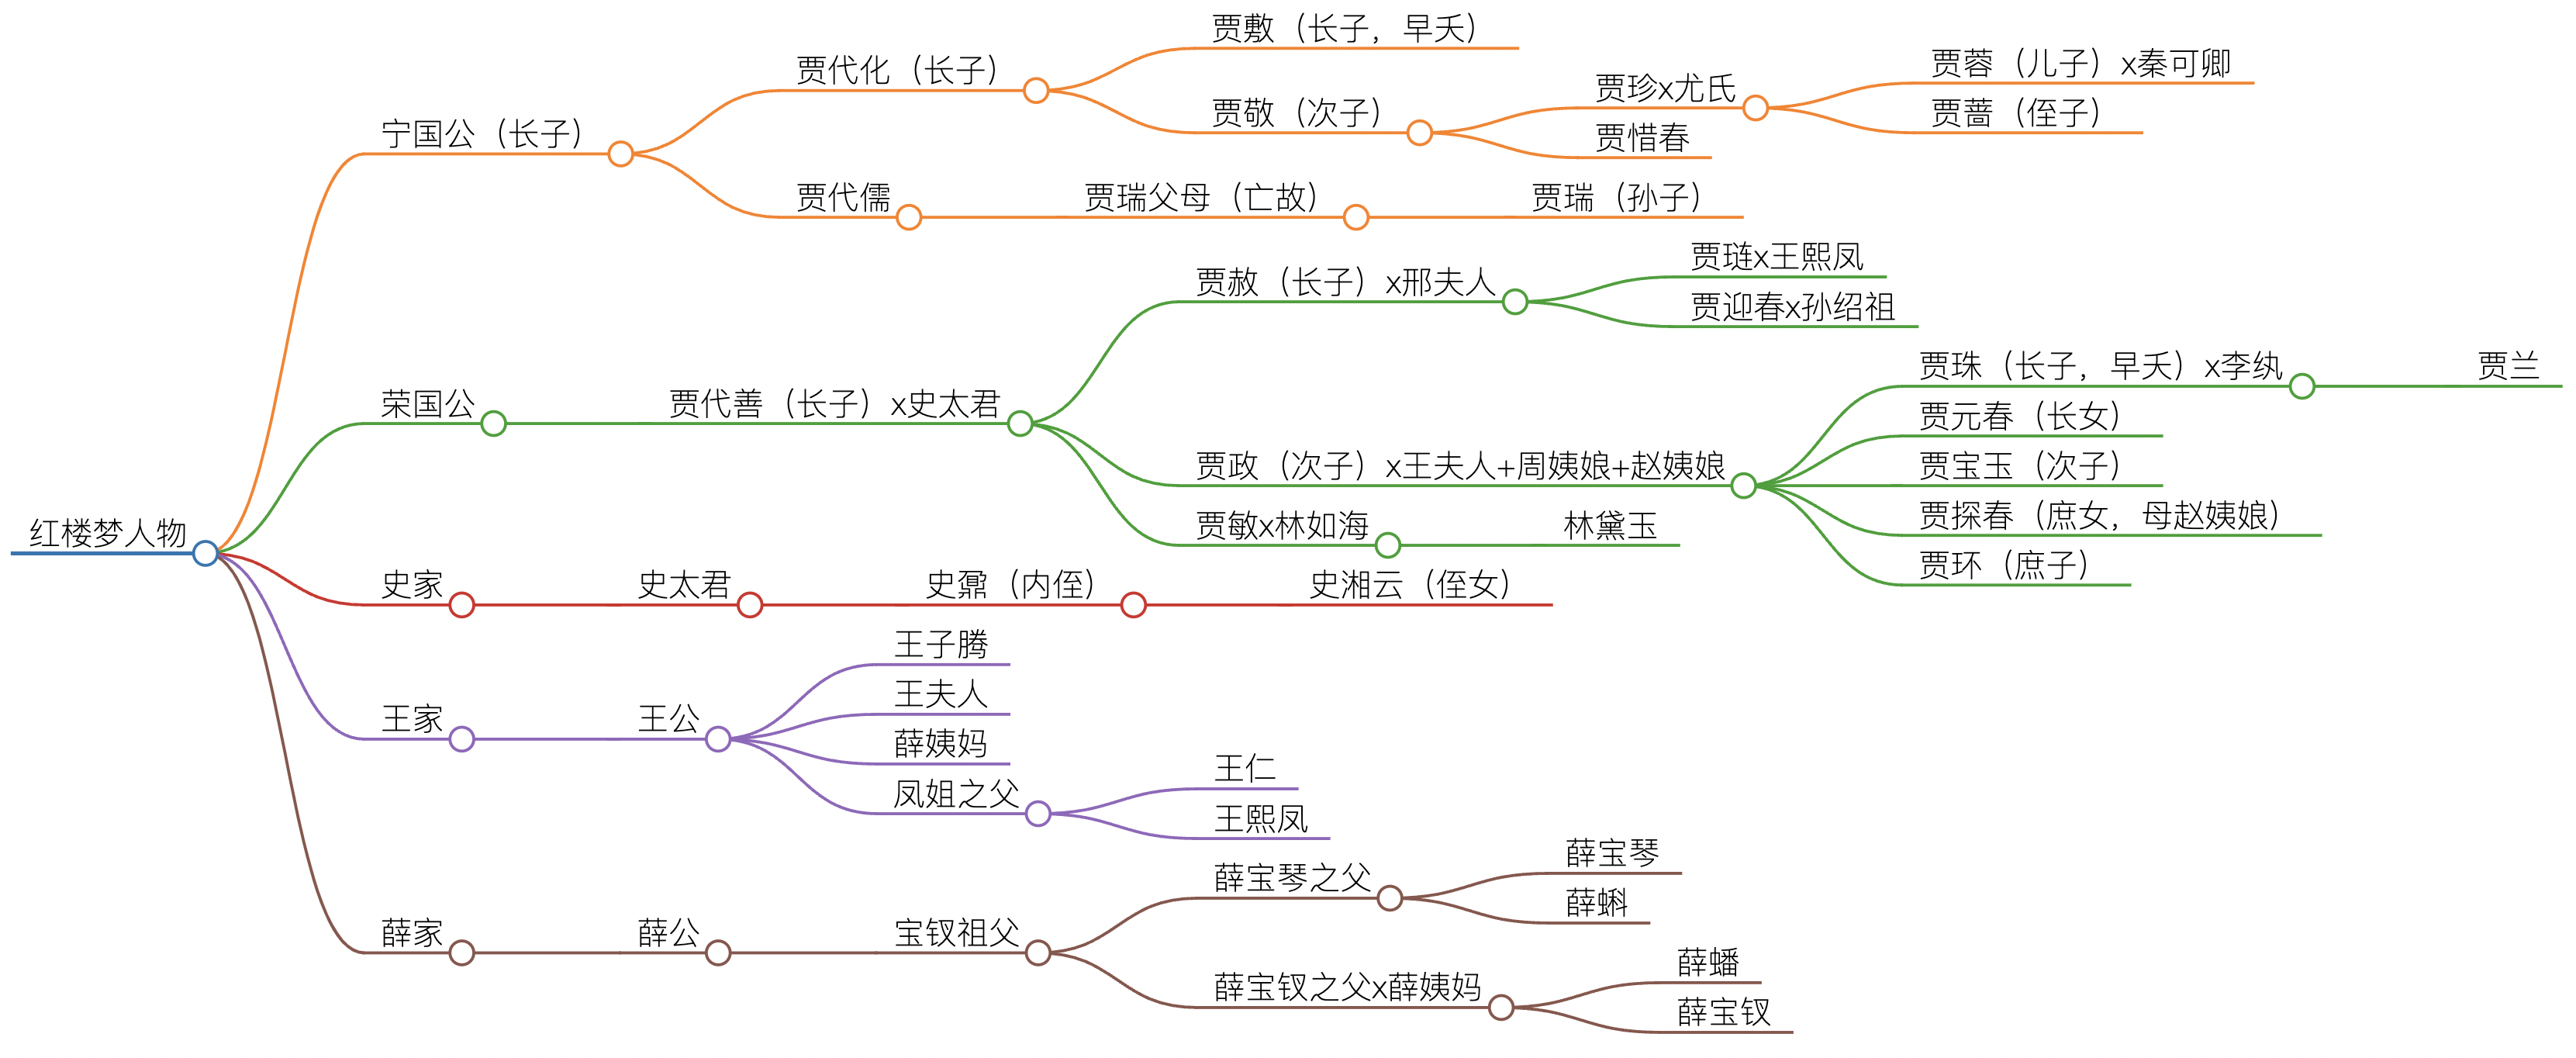 红楼梦人物
宁国公（长子）
贾代化（长子）
贾敷（长子，早夭）
贾敬（次子）
贾珍x尤氏
贾蓉（儿子）x秦可卿
贾蔷（侄子）
贾惜春
贾代儒
贾瑞父母（亡故）
贾瑞（孙子）
荣国公
贾代善（长子）x史太君
贾赦（长子）x邢夫人
贾琏x王熙凤
贾迎春x孙绍祖
贾政（次子）x王夫人+周姨娘+赵姨娘
贾珠（长子，早夭）x李纨
贾兰
贾元春（长女）
贾宝玉（次子）
贾探春（庶女，母赵姨娘）
贾环（庶子）
贾敏x林如海
林黛玉
史家
史太君
史鼐（内侄）
史湘云（侄女）
王家
王公
王子腾
王夫人
薛姨妈
凤姐之父
王仁
王熙凤
薛家
薛公
宝钗祖父
薛宝琴之父
薛宝琴
薛蝌
薛宝钗之父x薛姨妈
薛蟠
薛宝钗